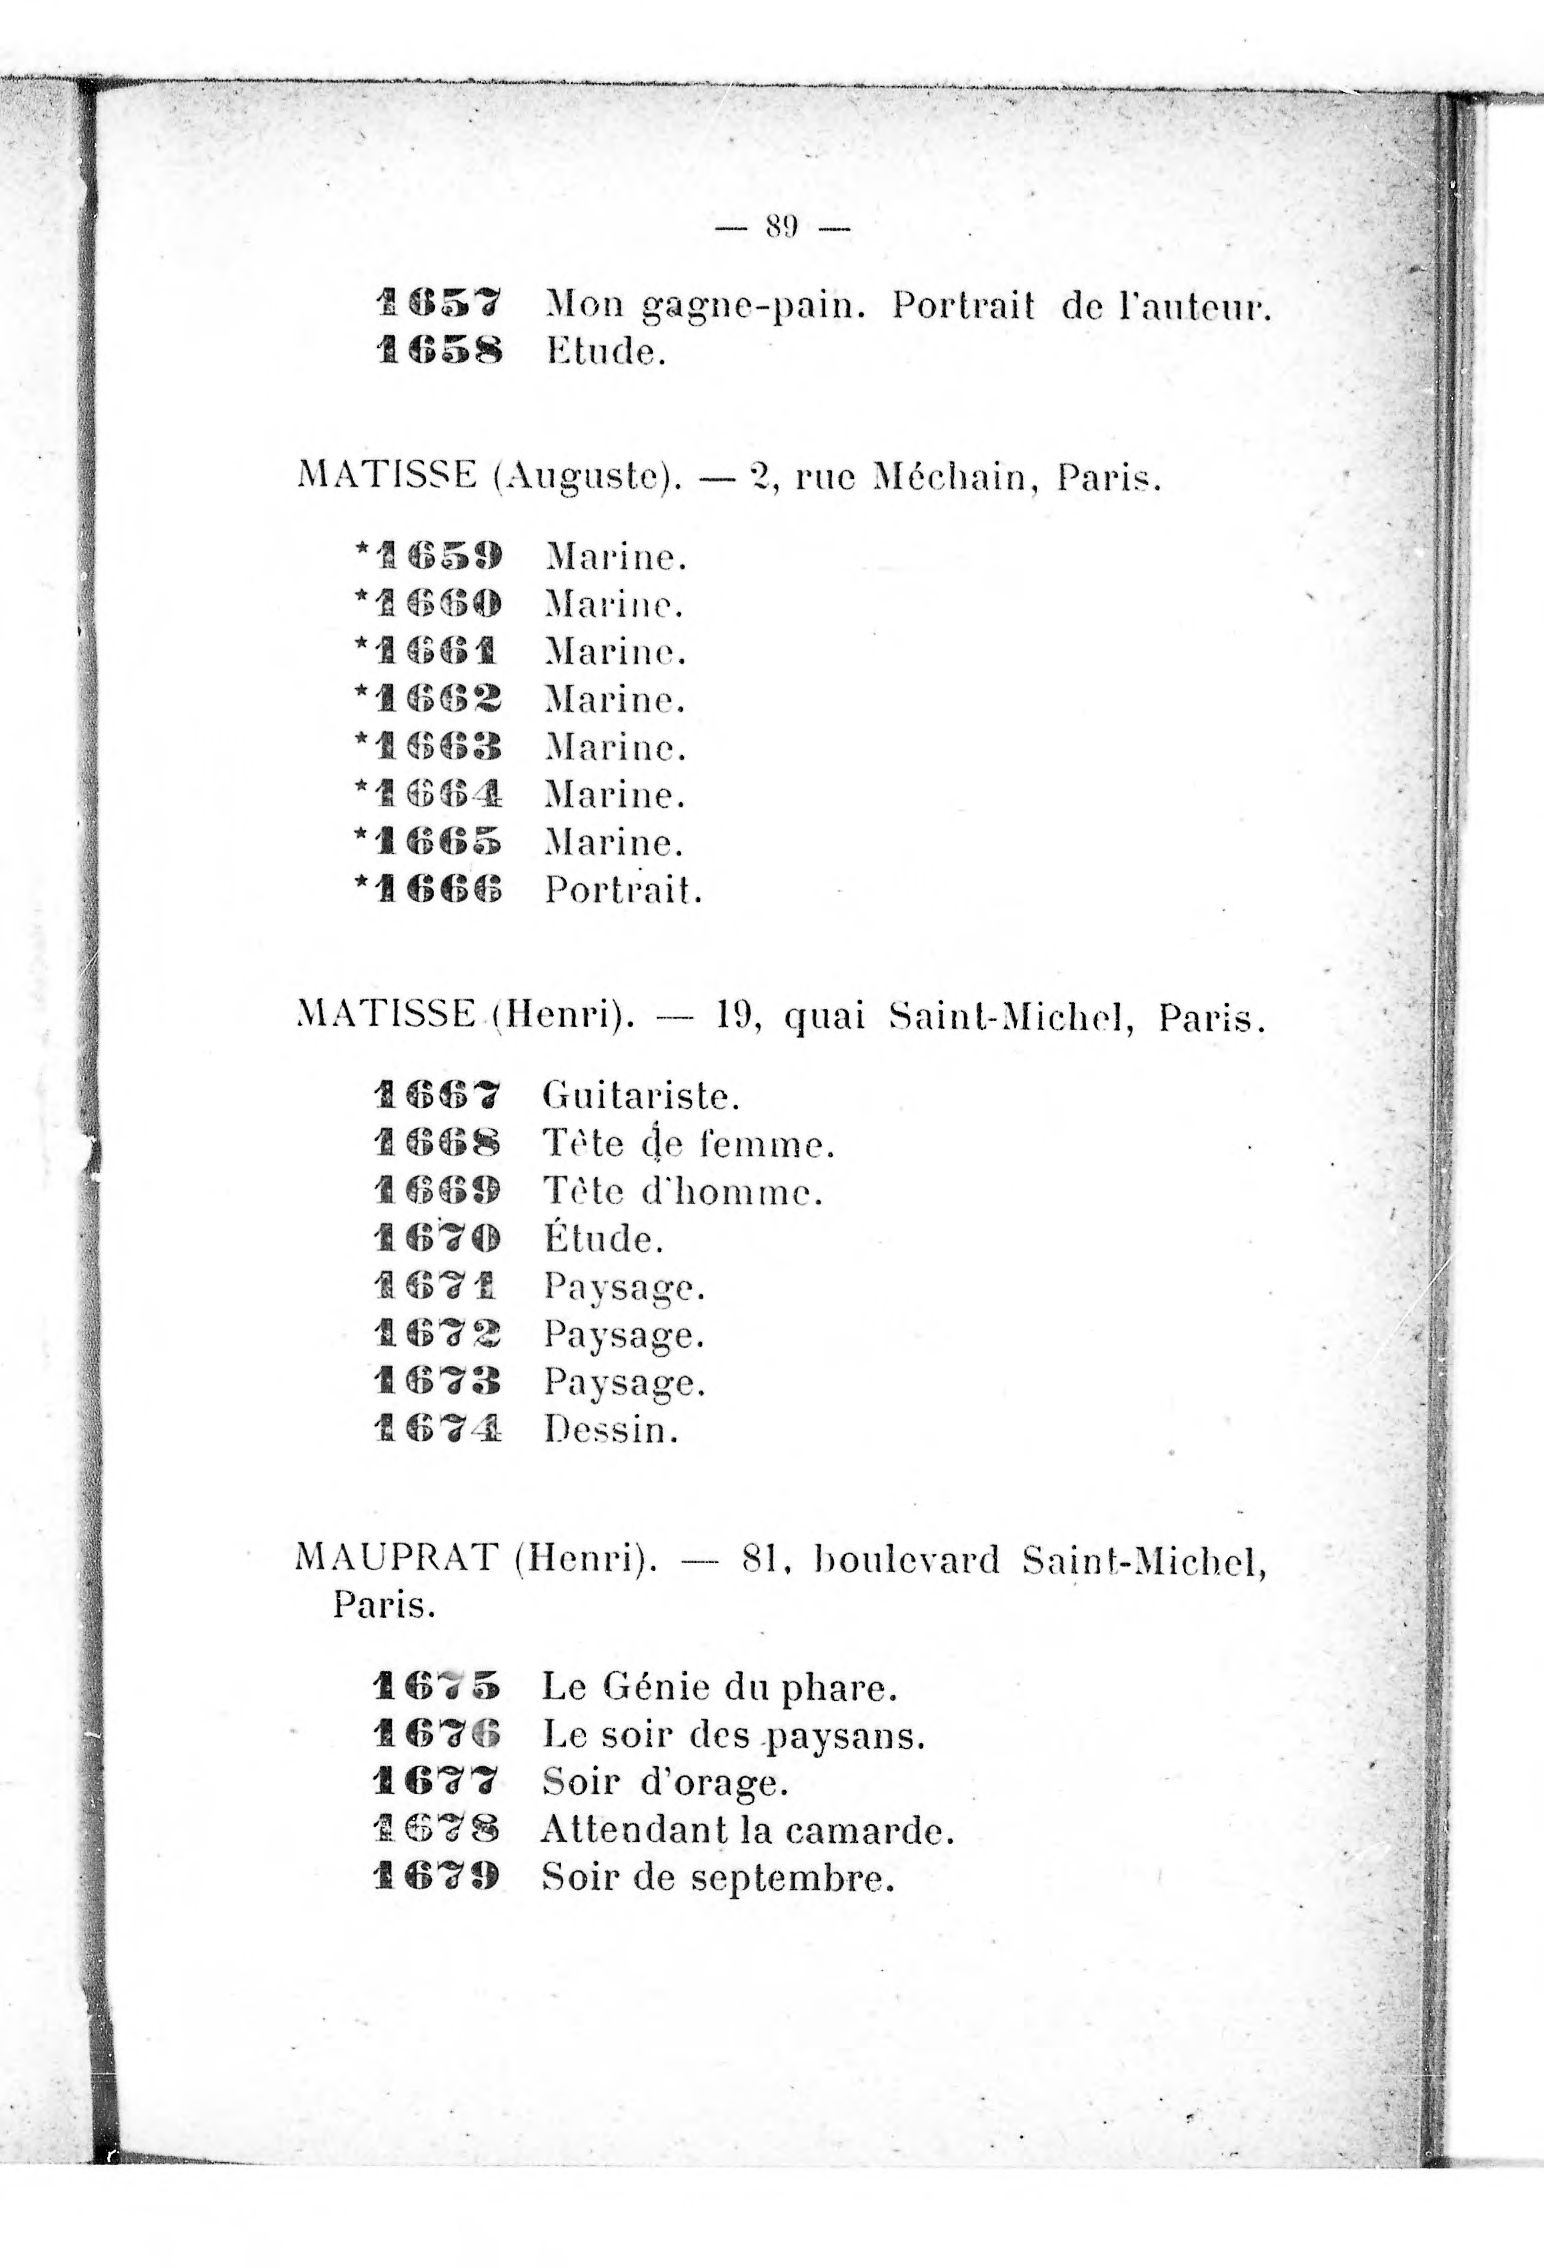 — 89 —
1657 Mon gagne-pain. Portrait de l'auteur.
1658 Etude.
MATISSE (Auguste). — 2, rue Méchain, Paris.
*1659 Marine.
*1660 Marine.
*1661 Marine.
*1662 Marine.
*1663 Marine.
*1664 Marine.
*1665 Marine.
*1666 Portrait.
MATISSE (Henri). — 19, quai Saint-Michel, Paris.
1667 Guitariste.
1668 Tête de femme.
1669 Tête d'homme.
1670 Étude.
1671 Paysage.
1672 Paysage.
1673 Paysage.
1674 Dessin.
MAUPRAT (Henri). — 81, boulevard Saint-Michel,
Paris.
1675 Le Génie du phare.
1676 Le soir des paysans.
1677 Soir d'orage.
1678 Attendant la camarde.
1679 Soir de septembre.